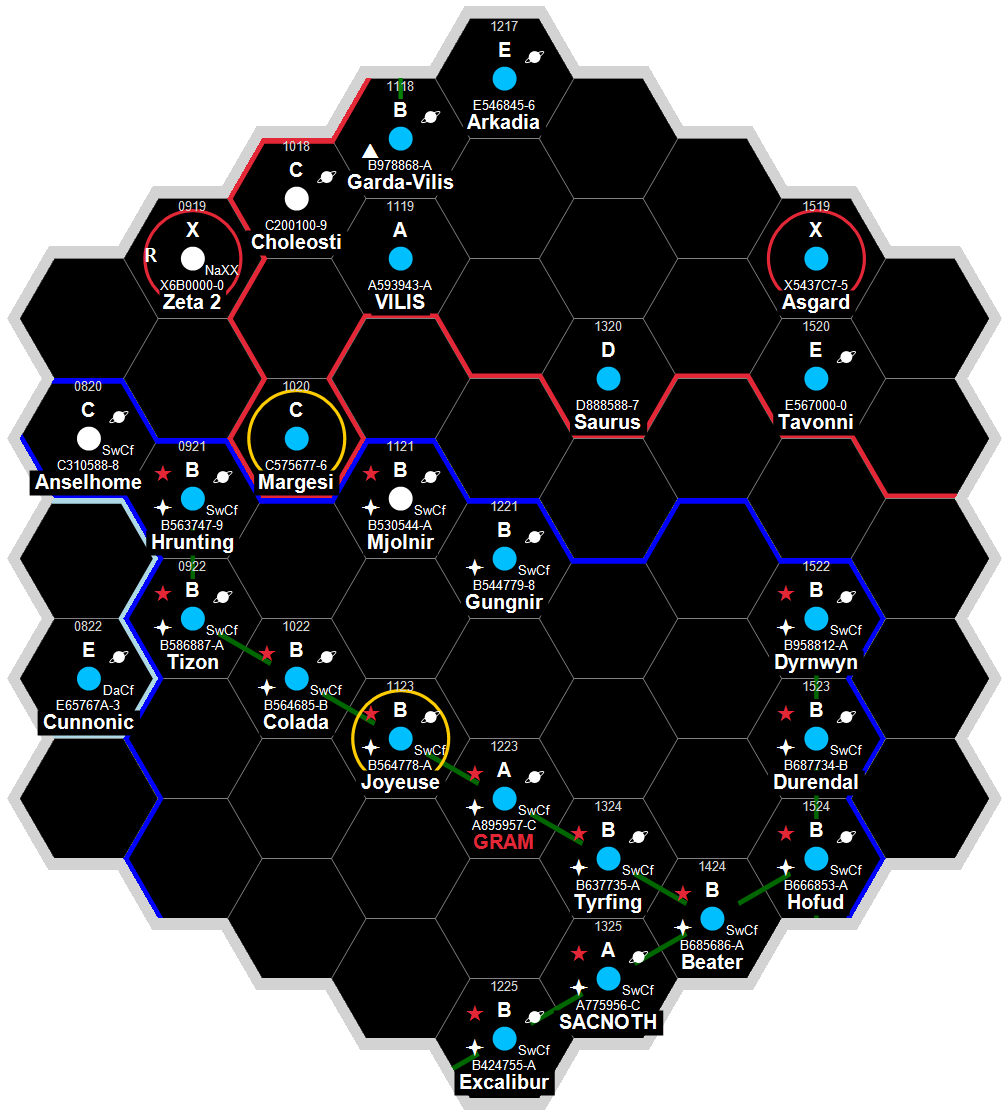 1217
E
E546845-6
Arkadia
1118
B
B978868-A
Garda-Vilis
1018
C
C200100-9
Choleosti
0919
X
R
NaXX
X6B0000-0
Zeta 2
1119
A
A593943-A
VILIS
1519
X
X5437C7-5
Asgard
1320
D
D888588-7
Saurus
1520
E
E567000-0
Tavonni
0820
C
SwCf
C310588-8
Anselhome
1020
C
C575677-6
Margesi
0921
B
SwCf
B563747-9
Hrunting
1121
B
SwCf
B530544-A
Mjolnir
1221
B
SwCf
B544779-8
Gungnir
0922
B
SwCf
B586887-A
Tizon
1522
B
SwCf
B958812-A
Dyrnwyn
0822
E
DaCf
E65767A-3
Cunnonic
1022
B
SwCf
B564685-B
Colada
1123
B
SwCf
B564778-A
Joyeuse
1523
B
SwCf
B687734-B
Durendal
1223
A
SwCf
A895957-C
GRAM
1324
B
SwCf
B637735-A
Tyrfing
1524
B
SwCf
B666853-A
Hofud
1424
B
SwCf
B685686-A
Beater
1325
A
SwCf
A775956-C
SACNOTH
1225
B
SwCf
B424755-A
Excalibur